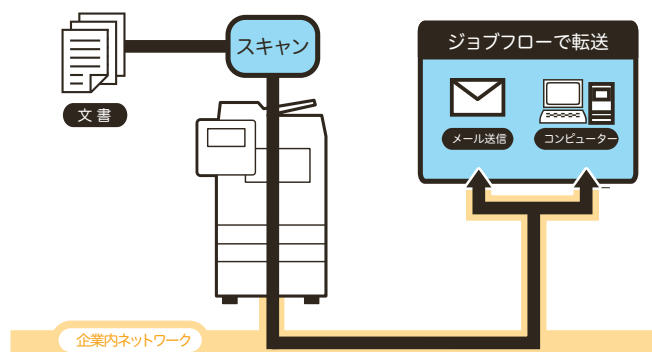 スキャン
ジョブフローで転送
文書
メール送信
コンピューター
企業内ネットワーク